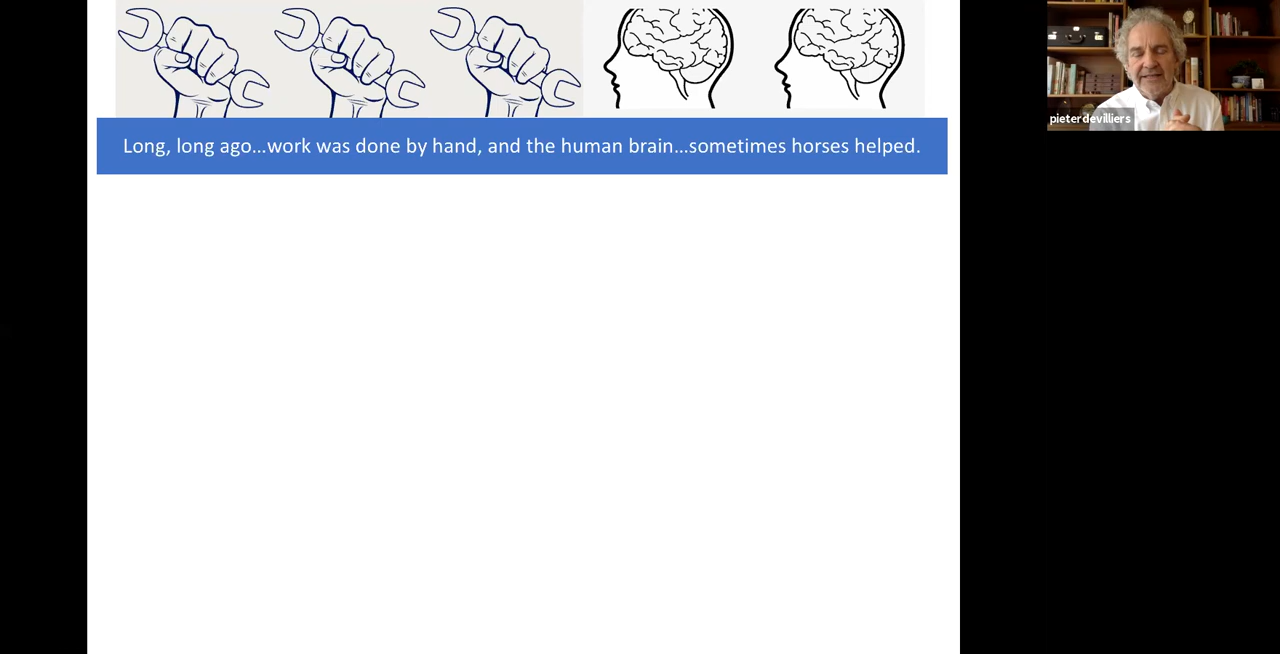 Long, long ago...work was done by hand, and the human brain...sometimes horses helped.
pieterdevilliers